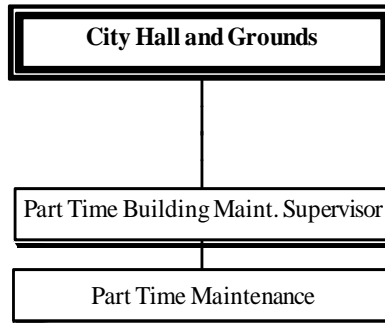 City Hall and Grounds
Part Time Building Maint. Supervisor
Part Time Maintenance